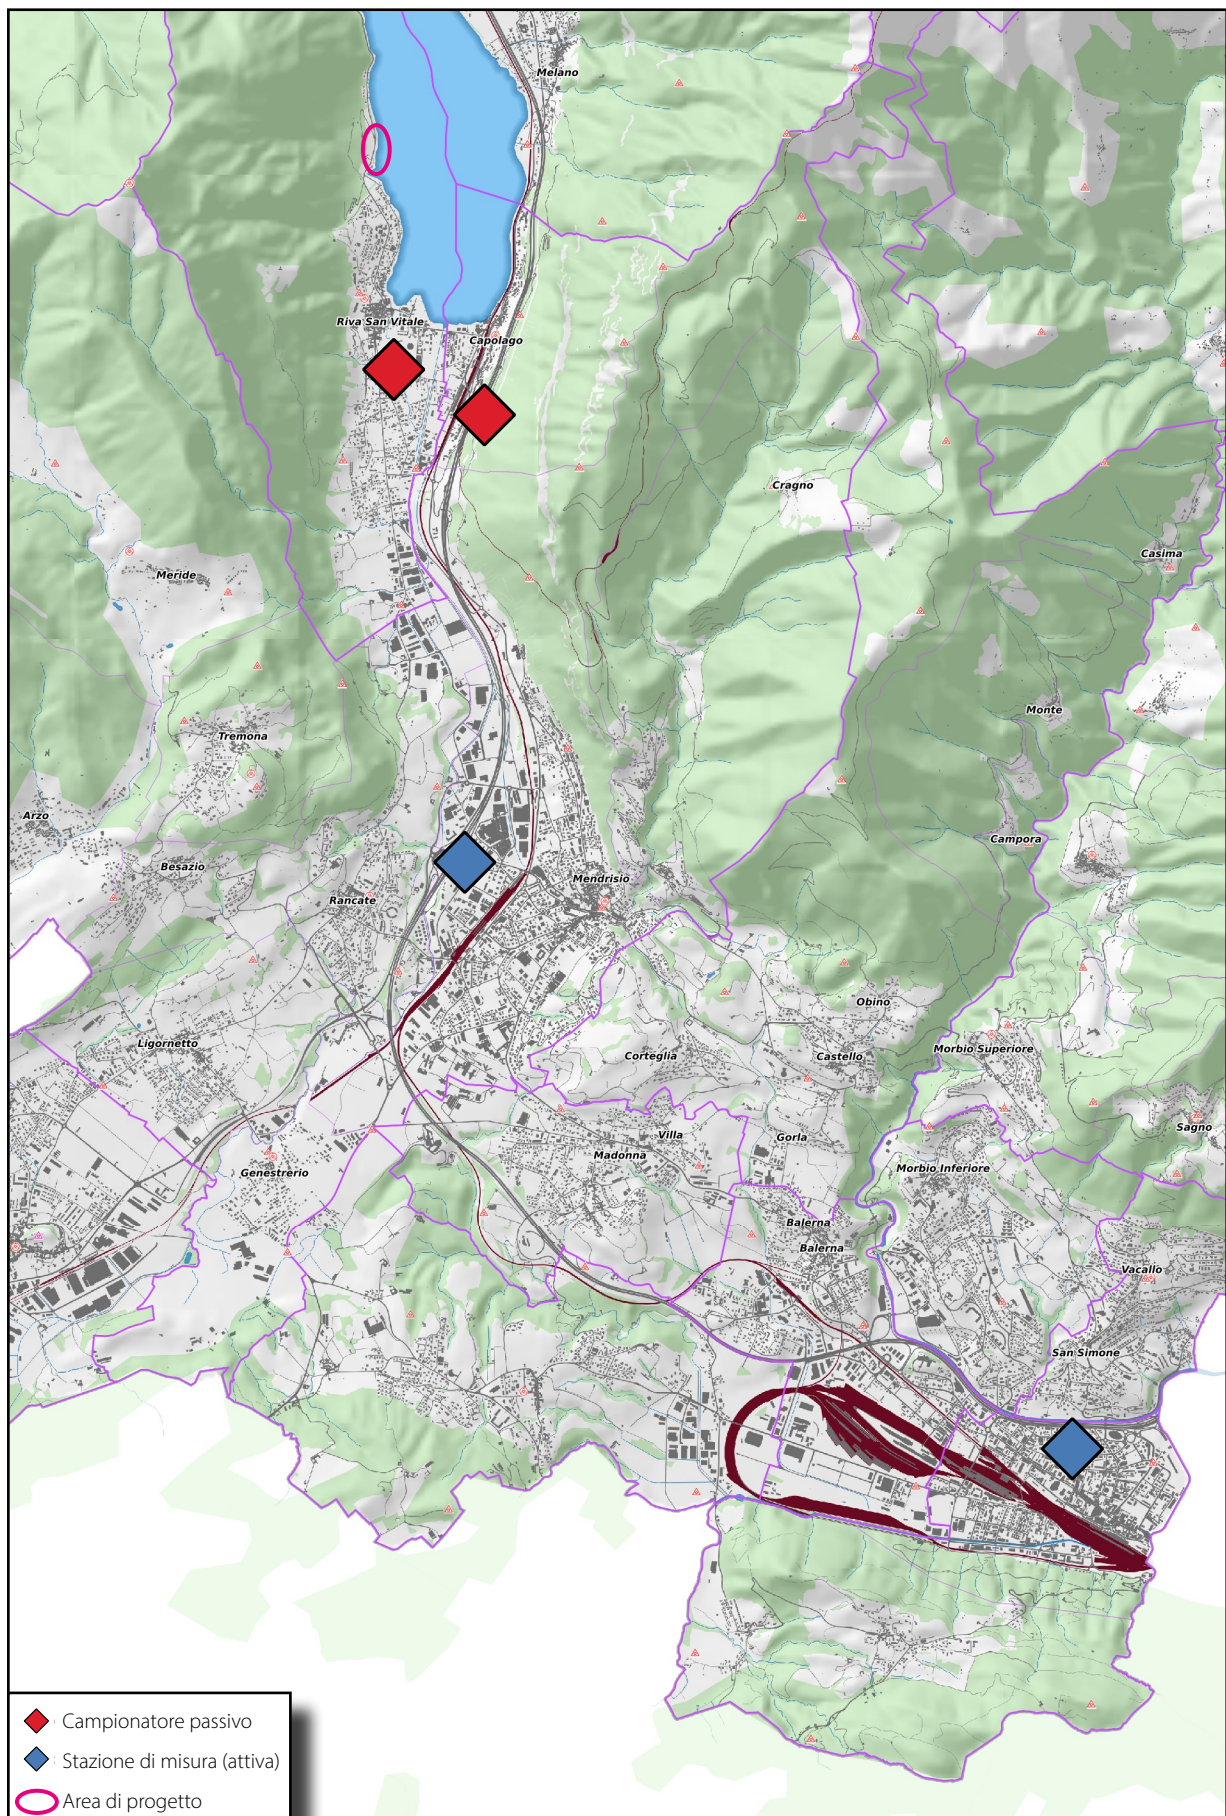 Melano
Riva San Vitale
Capolago
Cragno
Casima
Meride
Monte
Tremona
Arzo
Campora
Besazio
Mendrisio
Rancate
Obino
Ligornetto
Corteglia
Castello
Morbio Superiore
Sagno
Villa
Gorla
Madonna
Genestrerio
Morbio Inferiore
Balerna
Balerna
Vacallo
San Simone
Campionatore passivo
Stazione di misura (attiva)
Area di progetto